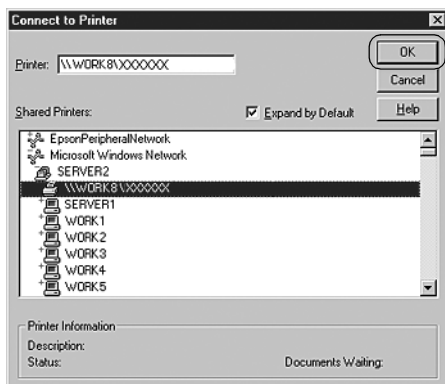 Connect to Printer
Printer: \\WORK8\XXXXXX
OK
Cancel
Help
Shared Printers:
Expand by Default
EpsonPeripheralNetwork
Microsoft Windows Network
SERVER2
\\WORK8\XXXXXX
SERVER1
WORK1
WORK2
WORK3
WORK4
WORK5
Printer Information
Description:
Status:
Documents Waiting: